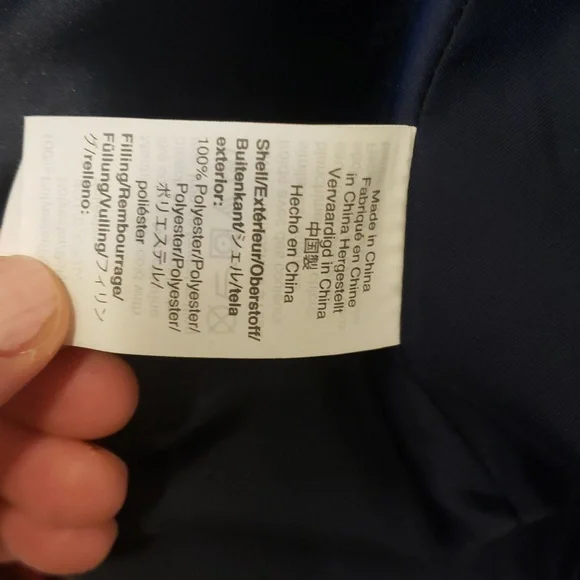 Made in China
Fabriqué en Chine
in China Hergestellt
Vervaardigd in China
中国製
Hecho en China
Shell/Extérieur/Oberstoff/
Buitenkant/シェル/tela
exterior:
100% Polyester/Polyester/
Polyester/Polyester/
ポリエステル/
poliéster
Filling/Rembourrage/
Füllung/Vulling/フィリン
グ/relleno: